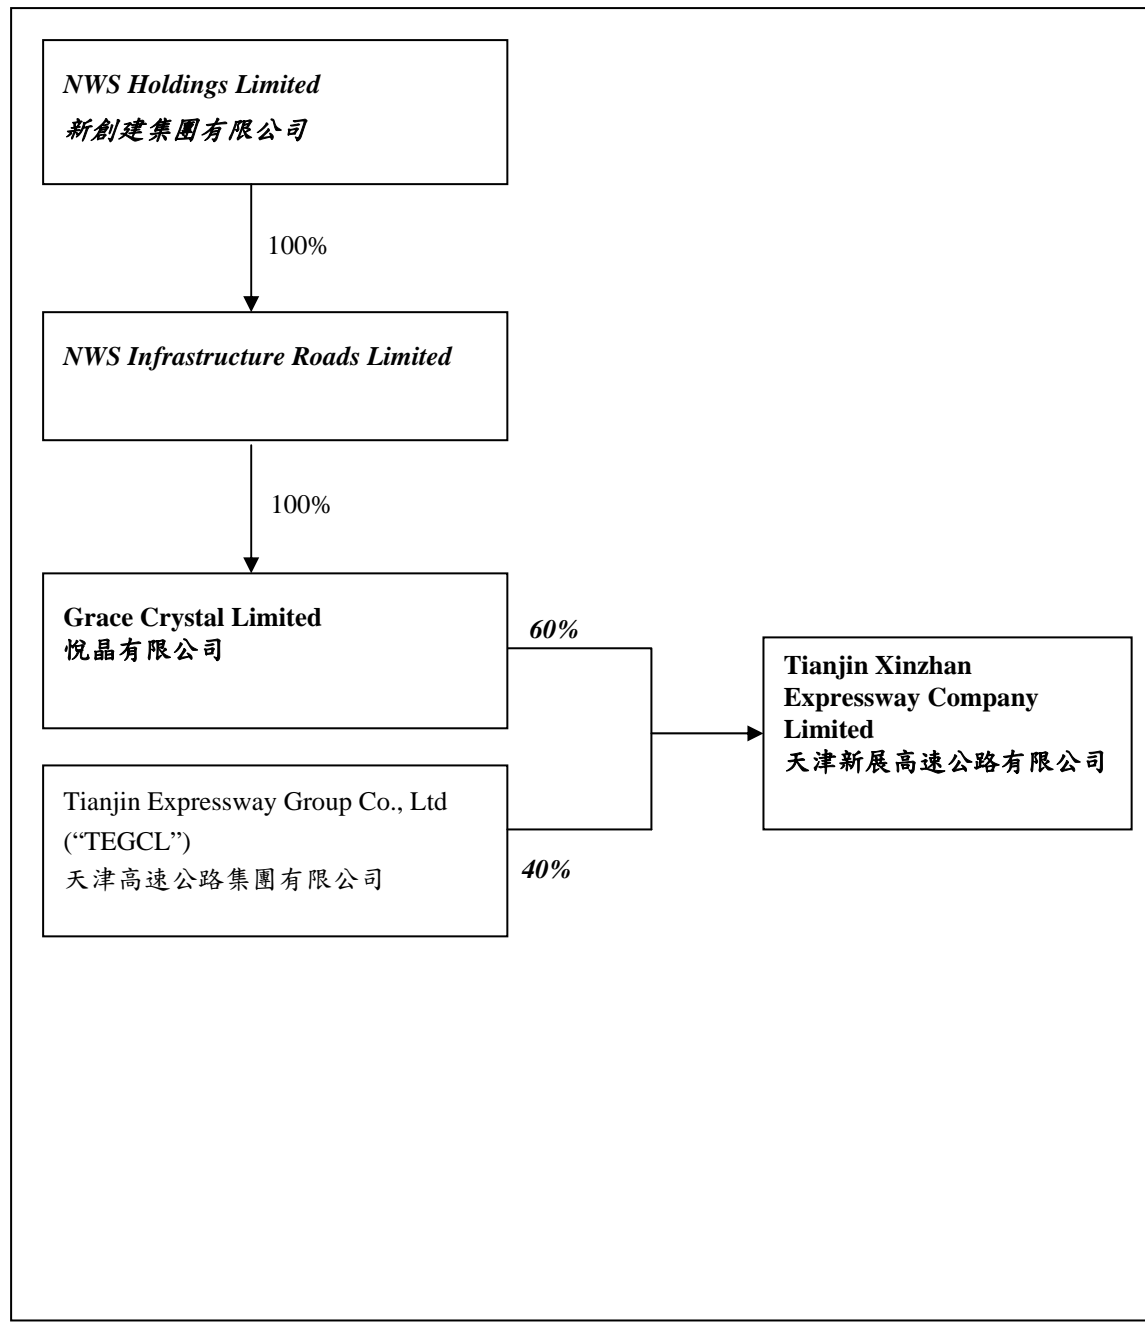 NWS Holdings Limited
新創建集團有限公司
100%
NWS Infrastructure Roads Limited
100%
Grace Crystal Limited
悅晶有限公司
60%
Tianjin Xinzhan
Expressway Company
Limited
天津新展高速公路有限公司
Tianjin Expressway Group Co., Ltd
(“TEGCL”)
天津高速公路集團有限公司
40%